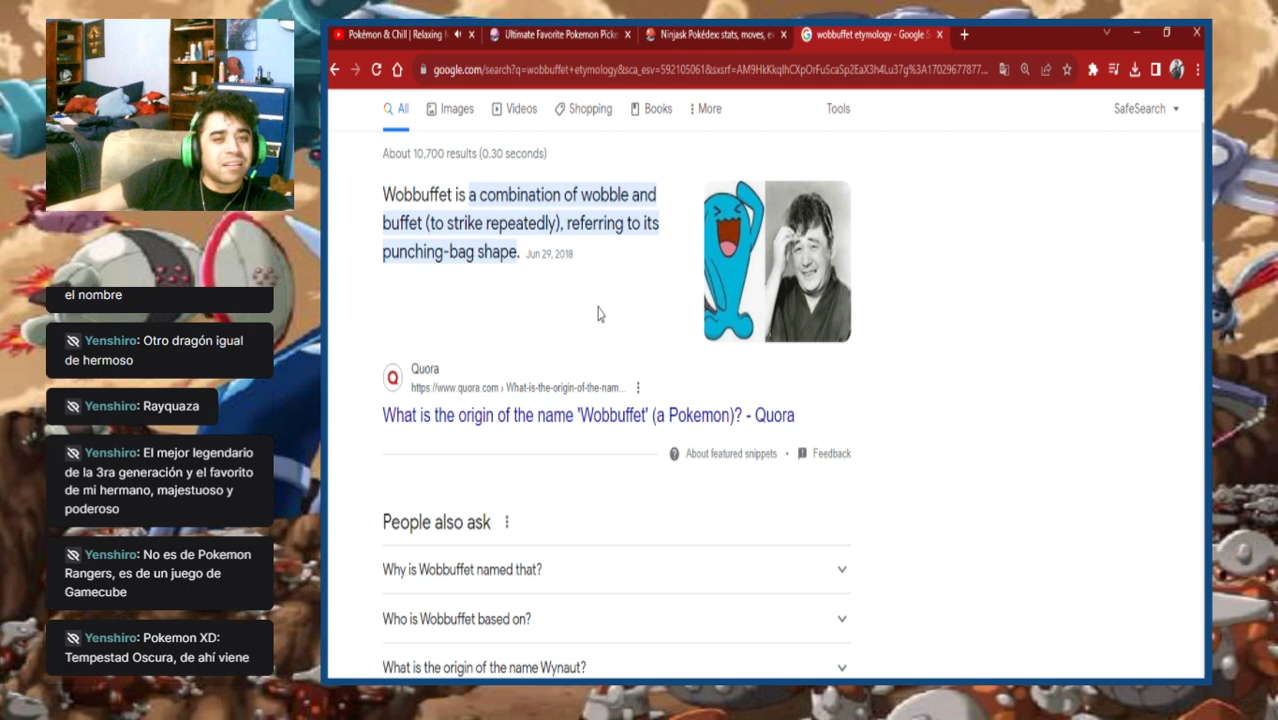 Pokémon & Chill | Relaxing
Ultimate Favorite Pokemon Picke
Ninjask Pokédex: stats, moves, ev
wobbuffet etymology - Google S
All
Images
Videos
Shopping
Books
More
Tools
SafeSearch
About 10,700 results (0.30 seconds)
Wobbuffet is a combination of wobble and
buffet (to strike repeatedly), referring to its
punching-bag shape. Jun 29, 2018
Quora
https://www.quora.com › What-is-the-origin-of-the-nam...
What is the origin of the name 'Wobbuffet' (a Pokemon)? - Quora
About featured snippets • Feedback
People also ask
Why is Wobbuffet named that?
Who is Wobbuffet based on?
What is the origin of the name Wynaut?
el nombre
Yenshiro: Otro dragón igual
de hermoso
Yenshiro: Rayquaza
Yenshiro: El mejor legendario
de la 3ra generación y el favorito
de mi hermano, majestuoso y
poderoso
Yenshiro: No es de Pokemon
Rangers, es de un juego de
Gamecube
Yenshiro: Pokemon XD:
Tempestad Oscura, de ahí viene